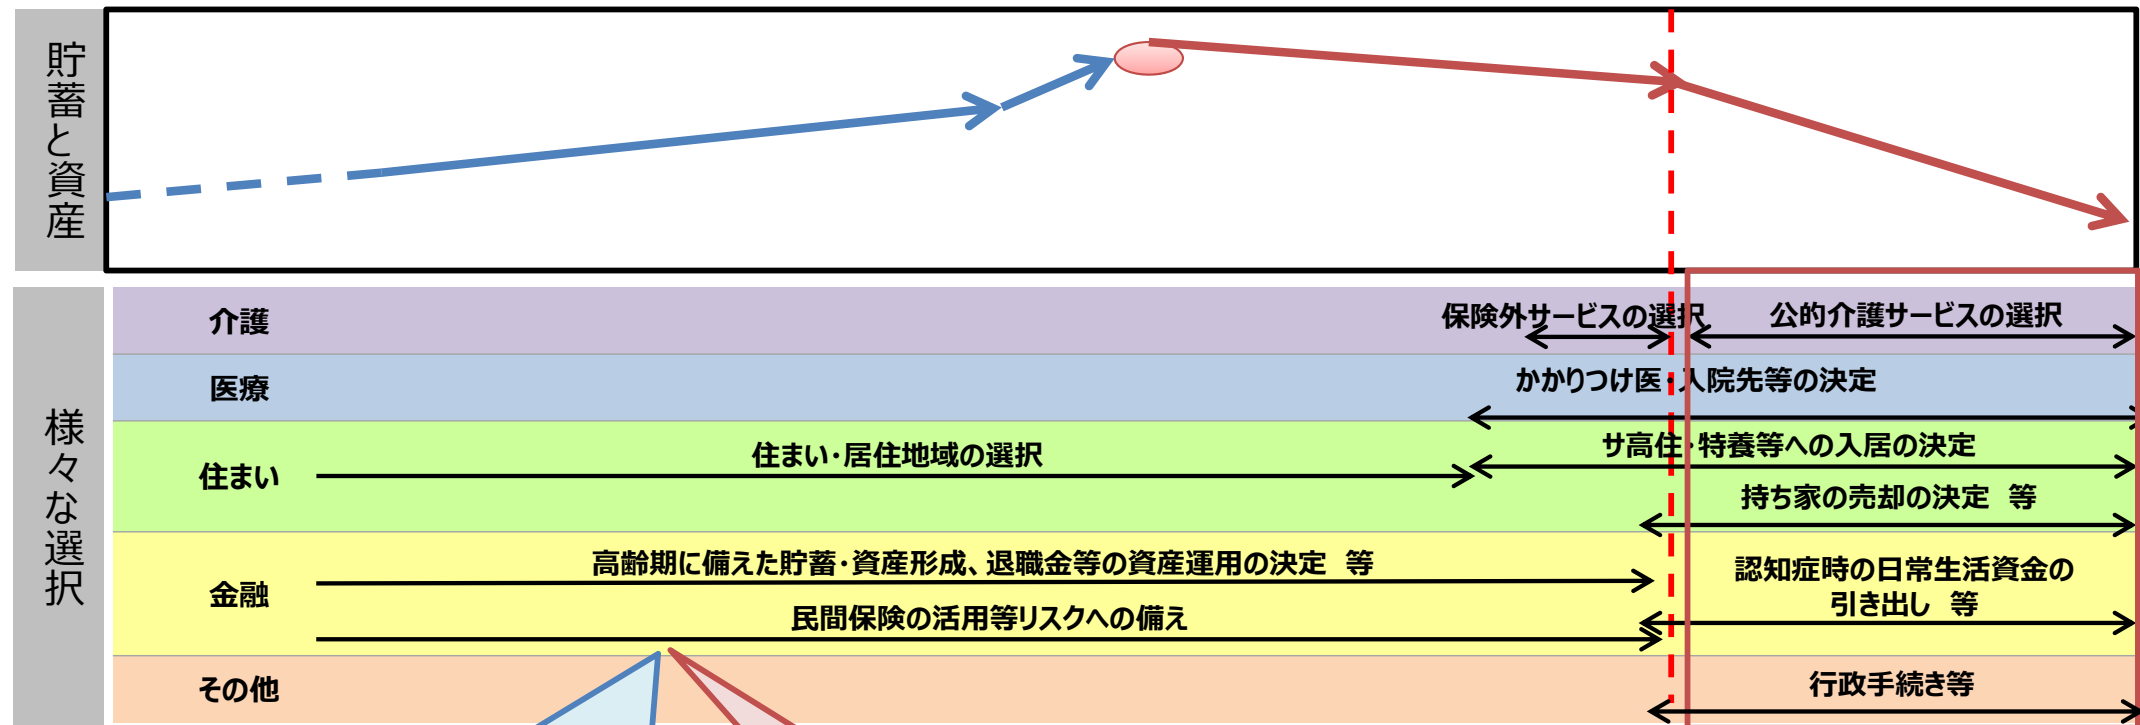 貯蓄と資産
様々な選択
介護
保険外サービスの選択
公的介護サービスの選択
医療
かかりつけ医・入院先等の決定
住まい
住まい・居住地域の選択
サ高住・特養等への入居の決定
持ち家の売却の決定　等
金融
高齢期に備えた貯蓄・資産形成、退職金等の資産運用の決定　等
民間保険の活用等リスクへの備え
認知症時の日常生活資金の
引き出し　等
その他
行政手続き等